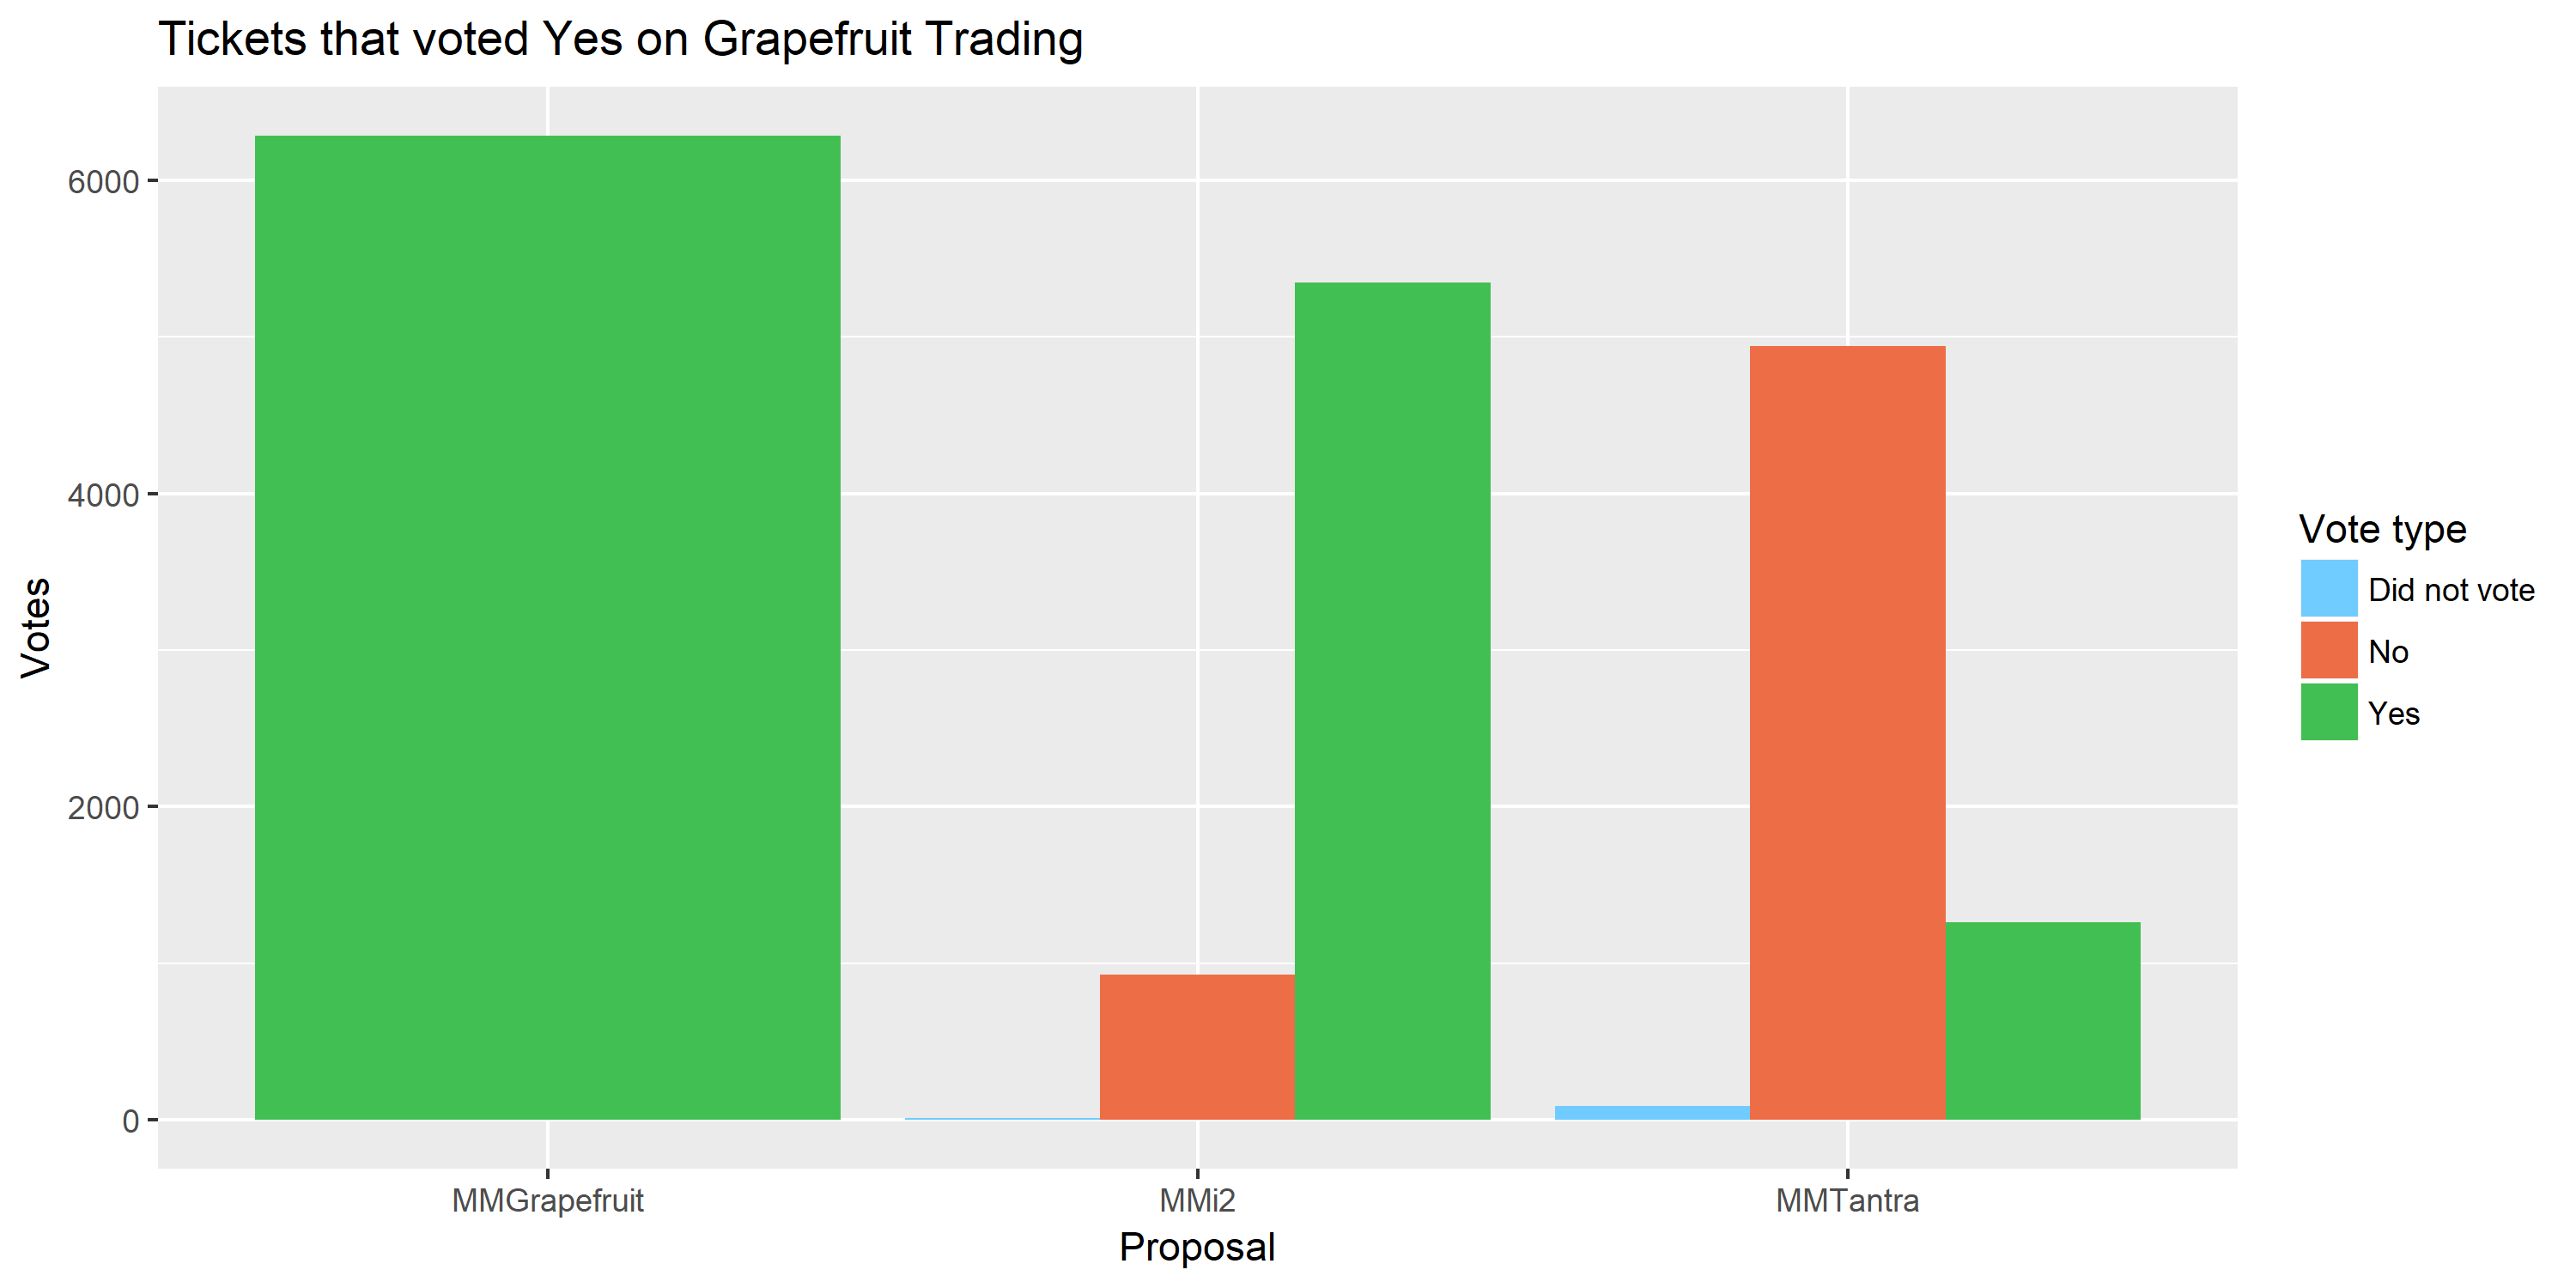 Tickets that voted Yes on Grapefruit Trading
6000
4000
2000
0
Votes
MMGrapefruit
MMi2
MMTantra
Proposal
Vote type
Did not vote
No
Yes